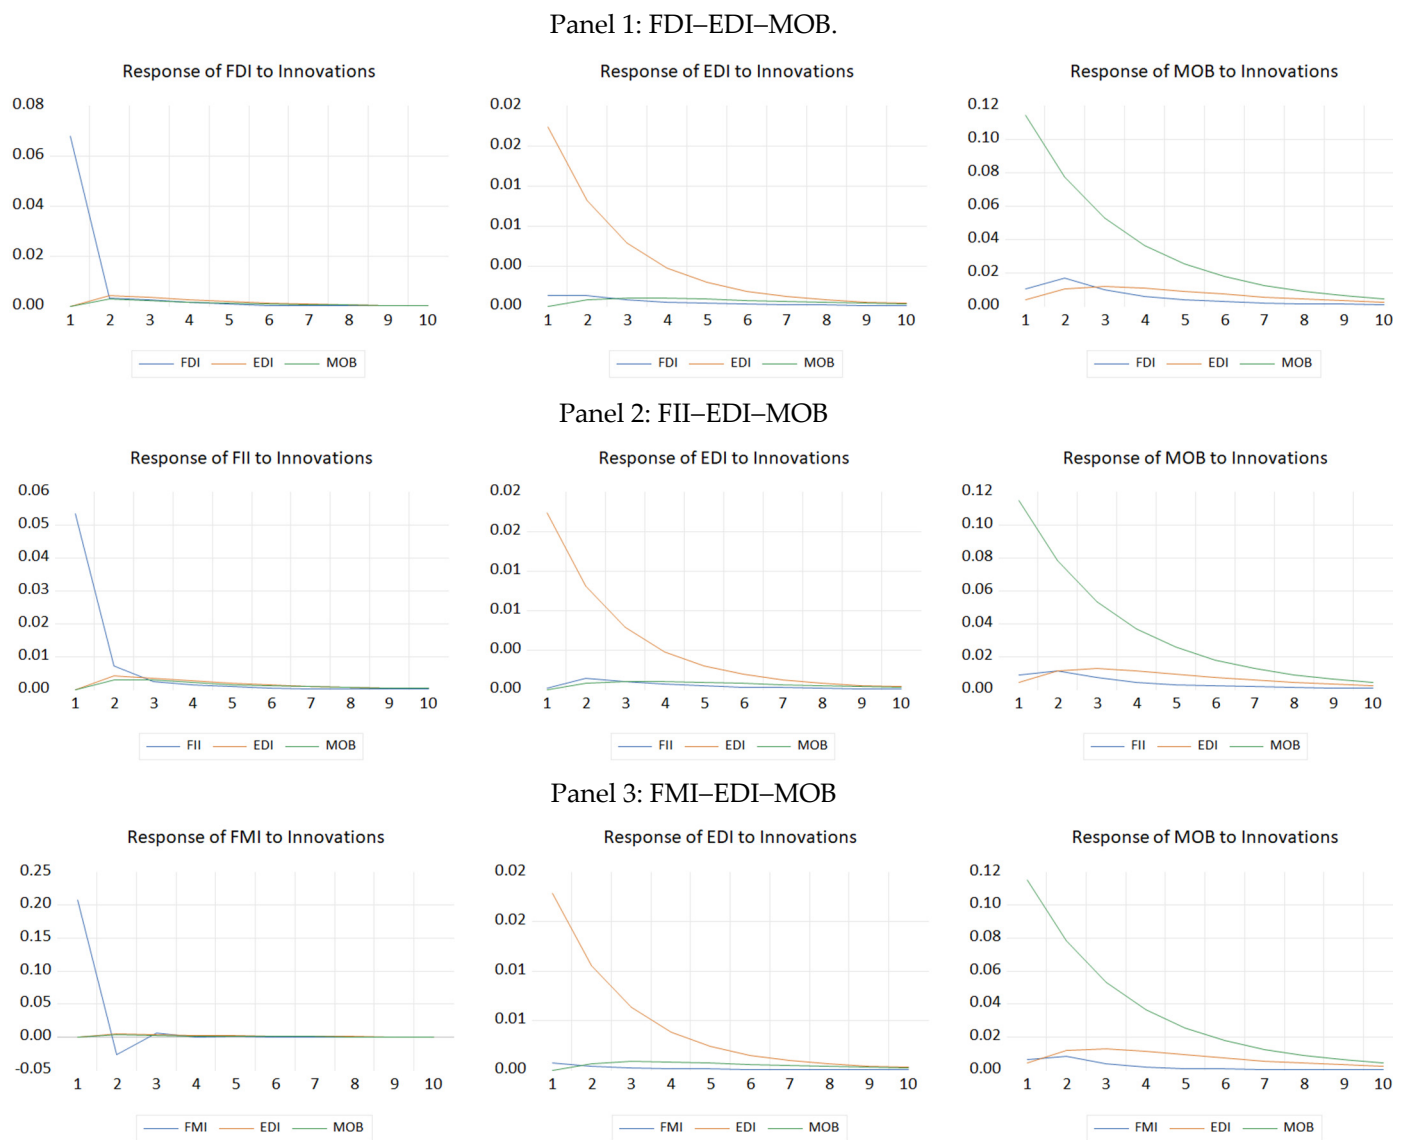 Panel 1: FDI–EDI–MOB.
Response of FDI to Innovations
0.08
0.06
0.04
0.02
0.00
1 2 3 4 5 6 7 8 9 10
FDI EDI MOB
Response of EDI to Innovations
0.02
0.02
0.01
0.01
0.00
0.00
1 2 3 4 5 6 7 8 9 10
FDI EDI MOB
Response of MOB to Innovations
0.12
0.10
0.08
0.06
0.04
0.02
0.00
1 2 3 4 5 6 7 8 9 10
FDI EDI MOB
Panel 2: FII–EDI–MOB
Response of FII to Innovations
0.06
0.05
0.04
0.03
0.02
0.01
0.00
1 2 3 4 5 6 7 8 9 10
FII EDI MOB
Response of EDI to Innovations
0.02
0.02
0.01
0.01
0.00
0.00
1 2 3 4 5 6 7 8 9 10
FII EDI MOB
Response of MOB to Innovations
0.12
0.10
0.08
0.06
0.04
0.02
0.00
1 2 3 4 5 6 7 8 9 10
FII EDI MOB
Panel 3: FMI–EDI–MOB
Response of FMI to Innovations
0.25
0.20
0.15
0.10
0.05
0.00
-0.05
1 2 3 4 5 6 7 8 9 10
FMI EDI MOB
Response of EDI to Innovations
0.02
0.02
0.01
0.01
0.00
1 2 3 4 5 6 7 8 9 10
FMI EDI MOB
Response of MOB to Innovations
0.12
0.10
0.08
0.06
0.04
0.02
0.00
1 2 3 4 5 6 7 8 9 10
FMI EDI MOB